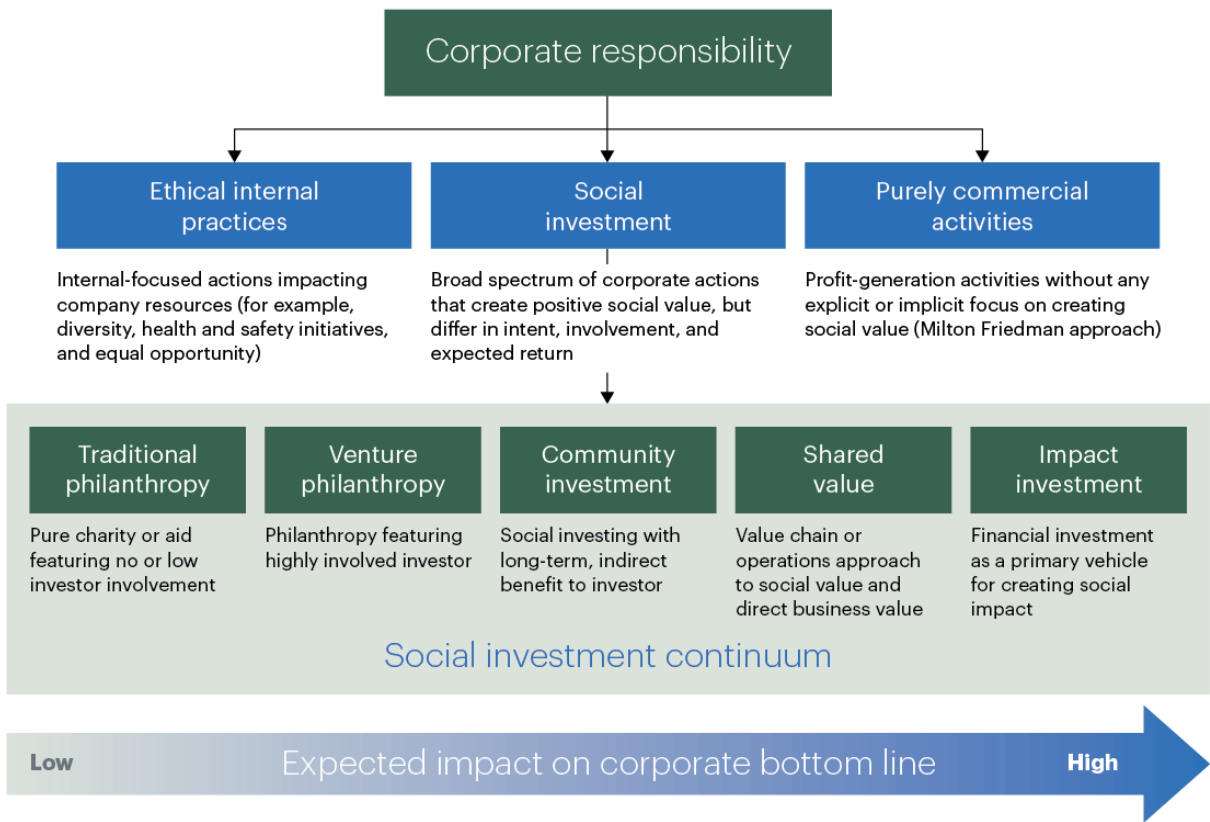 Corporate responsibility
Ethical internal
practices
Social
investment
Purely commercial
activities
Internal-focused actions impacting
company resources (for example,
diversity, health and safety initiatives,
and equal opportunity)
Broad spectrum of corporate actions
that create positive social value, but
differ in intent, involvement, and
expected return
Profit-generation activities without any
explicit or implicit focus on creating
social value (Milton Friedman approach)
Traditional
philanthropy
Venture
philanthropy
Community
investment
Shared
value
Impact
investment
Pure charity or aid
featuring no or low
investor involvement
Philanthropy featuring
highly involved investor
Social investing with
long-term, indirect
benefit to investor
Value chain or
operations approach
to social value and
direct business value
Financial investment
as a primary vehicle
for creating social
impact
Social investment continuum
Low
Expected impact on corporate bottom line
High